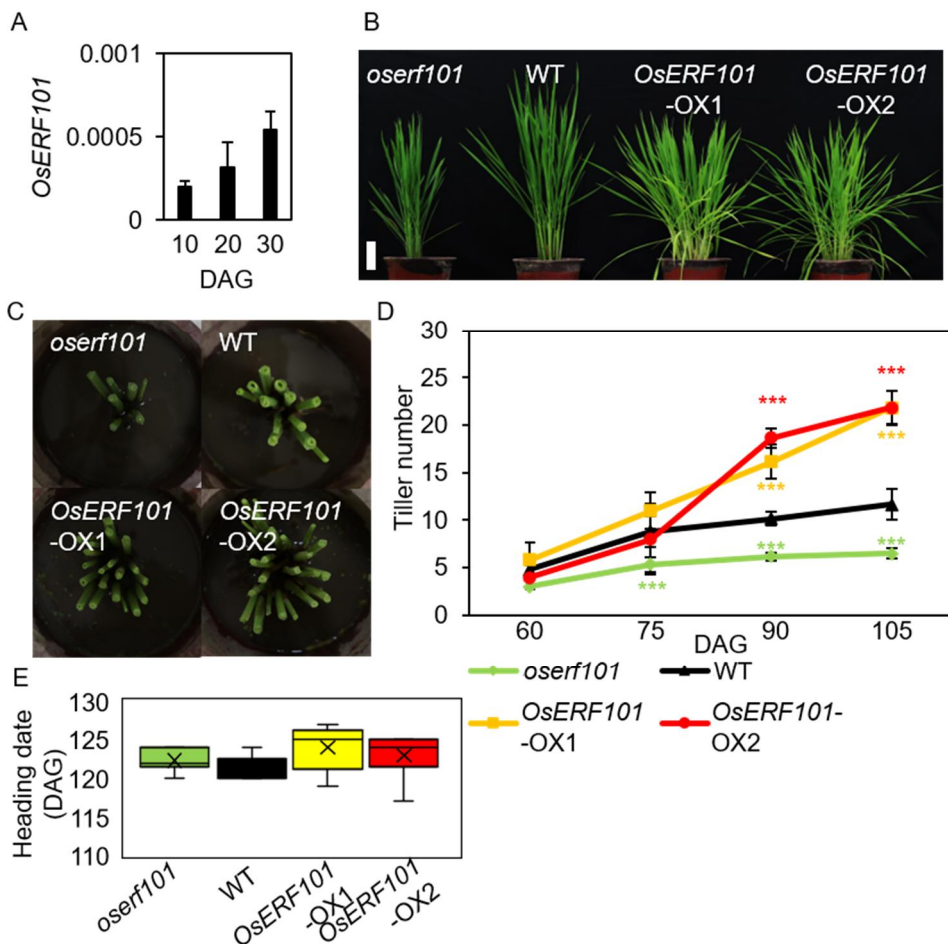 A
OsERF101
0.001
0.0005
0
10 20 30
DAG
B
oserf101 WT OsERF101 OsERF101
-OX1 -OX2
C
oserf101 WT
OsERF101 OsERF101
-OX1 -OX2
D
Tiller number
30
25
20
15
10
5
0
*** ***
*** ***
*** *** ***
60 75 90 105
DAG
oserf101 WT
OsERF101 OsERF101-
-OX1 OX2
E
Heading date
(DAG)
130
125
120
115
110
oserf101 WT OsERF101 OsERF101
-OX1 -OX2